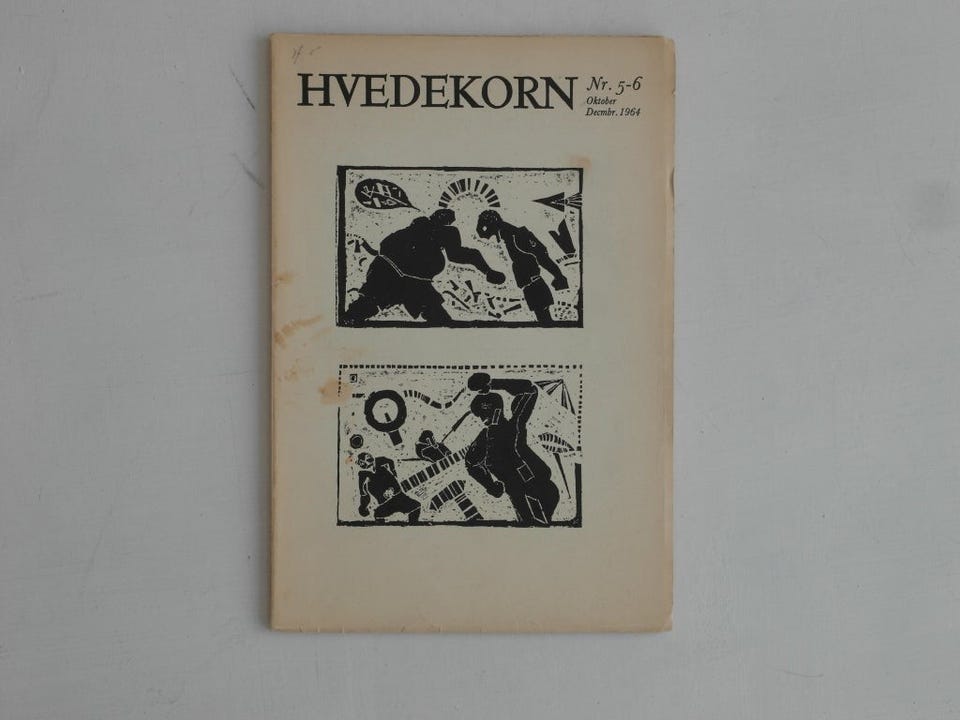 HVEDEKORN
Nr. 5-6
Oktober
Decmbr. 1964